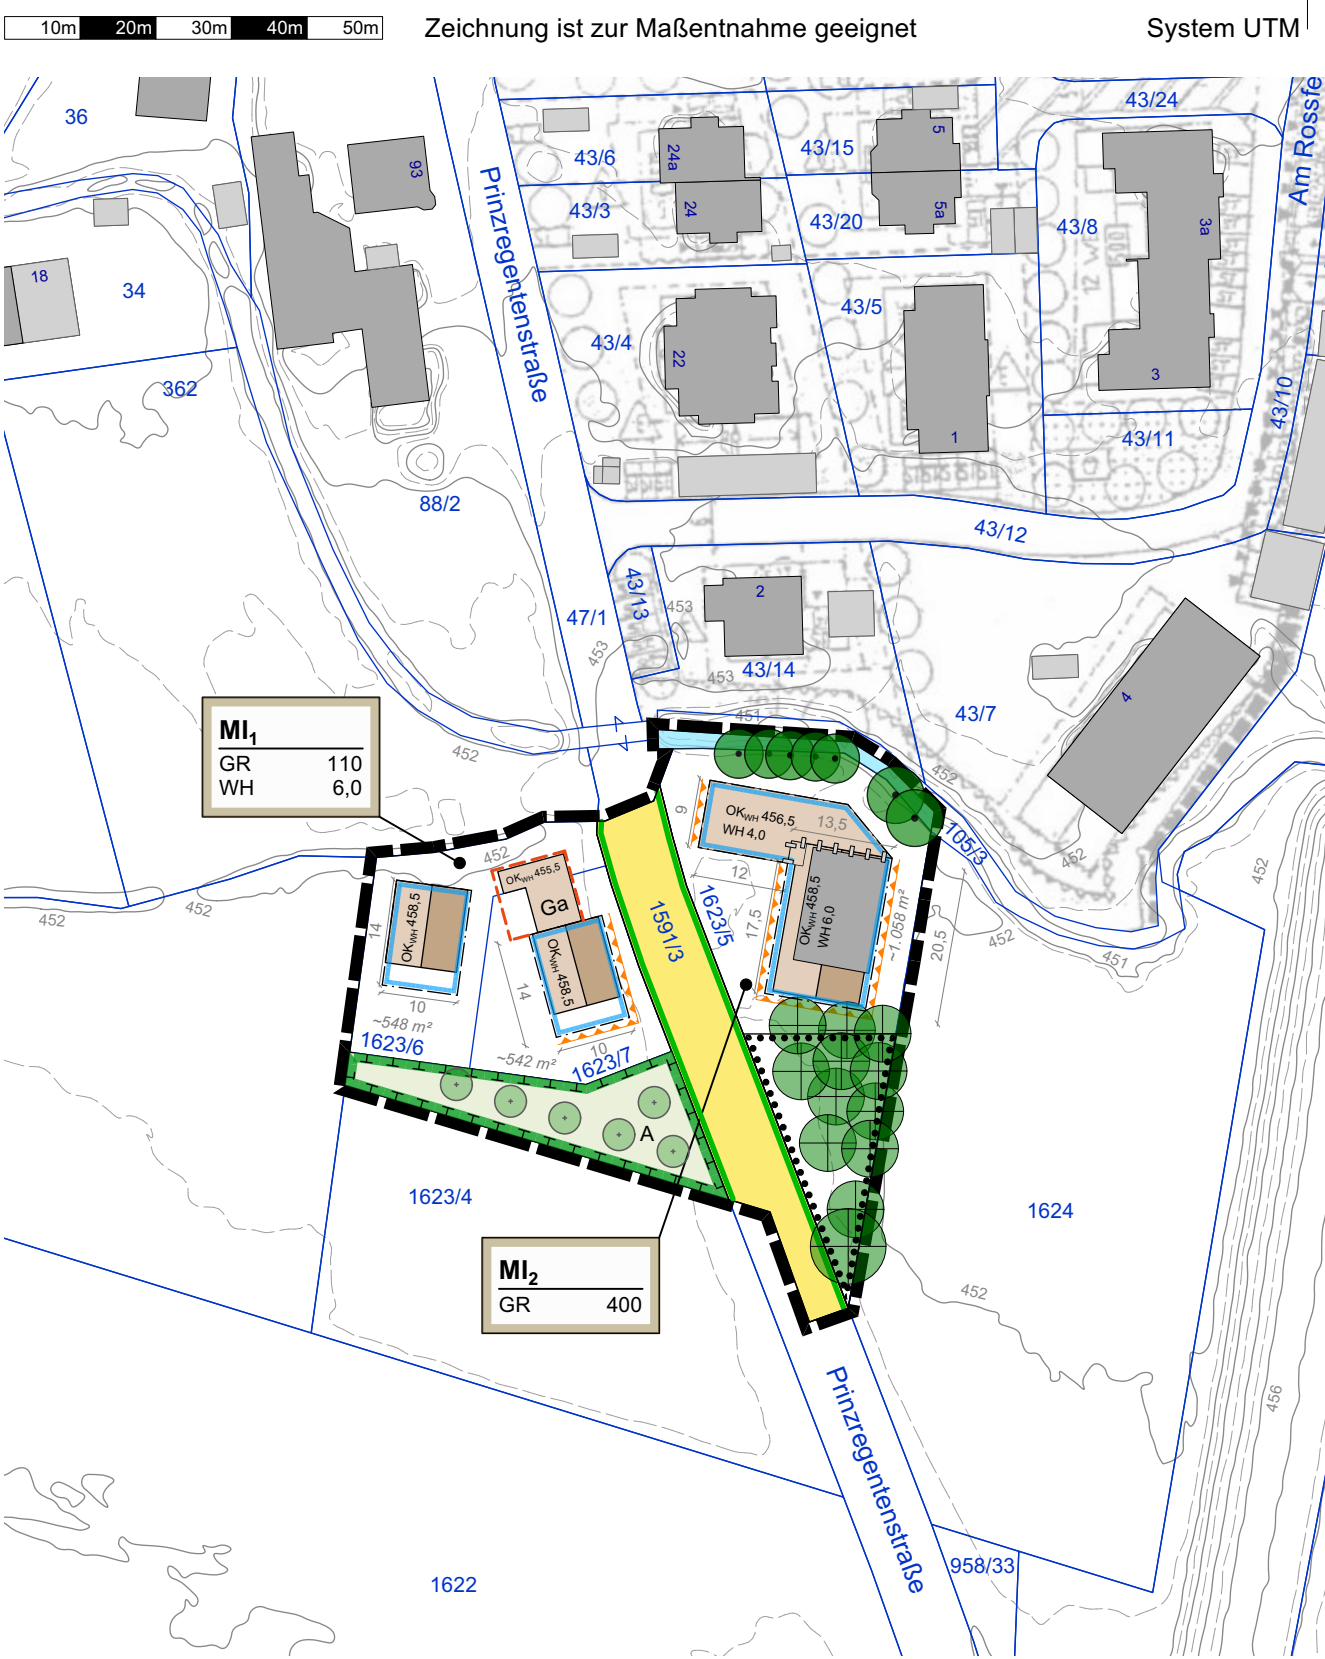 10m 20m 30m 40m 50m
Zeichnung ist zur Maßentnahme geeignet
System UTM
36
93
43/6
24a
43/15
5
43/24
Am Rossfe
43/3
24
43/20
5a
43/8
3a
12 WE
18
34
Prinzregentenstraße
43/4
22
43/5
1
3
43/10
362
43/11
88/2
43/12
47/1
43/13
453
2
453
453
43/14
43/7
4
451
452
452
MI1
GR 110
WH 6,0
452
452
452
452
452
452
451
105/3
9
OKWH 456,5
WH 4,0
13,5
12
17,5
OKWH 458,5
WH 6,0
~1.058 m²
20,5
1623/5
1591/3
OKWH 455,5
Ga
OKWH 458,5
14
10
~542 m²
1623/7
OKWH 458,5
14
10
~548 m²
1623/6
A
1623/4
1624
MI2
GR 400
452
456
Prinzregentenstraße
958/33
1622